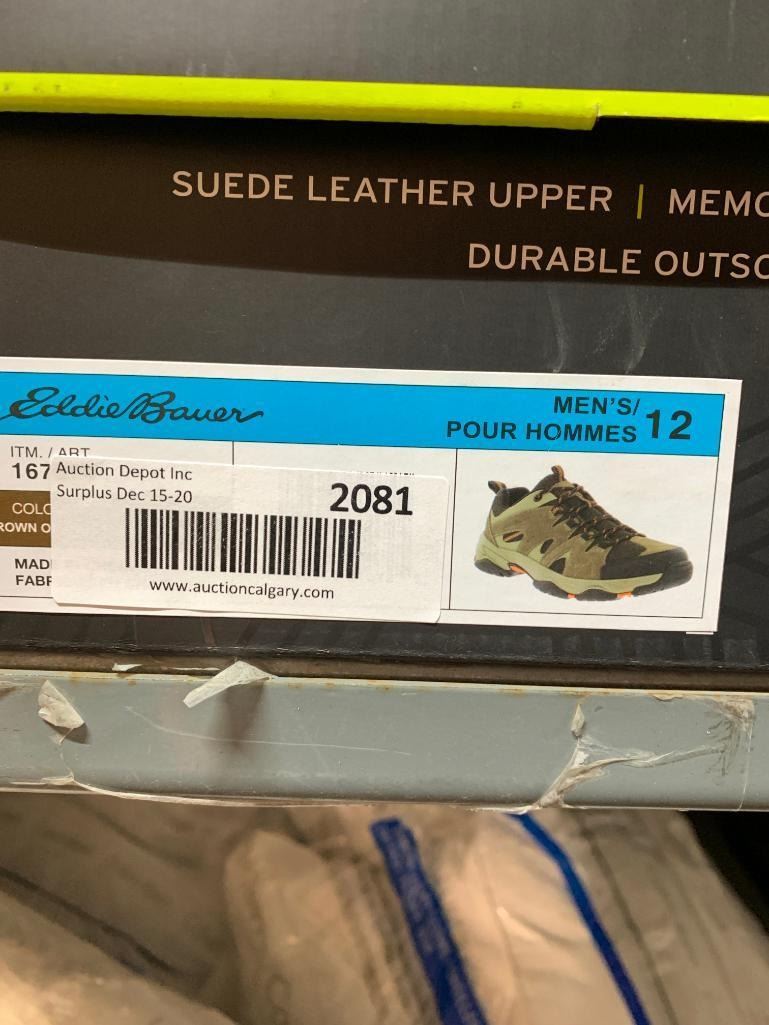 SUEDE LEATHER UPPER | MEMO
DURABLE OUTSO
Eddie Bauer
MEN'S/
POUR HOMMES 12
ITM. / ART
167
COLO
ROWN O
MADE
FABR
Auction Depot Inc
Surplus Dec 15-20
2081
www.auctioncalgary.com